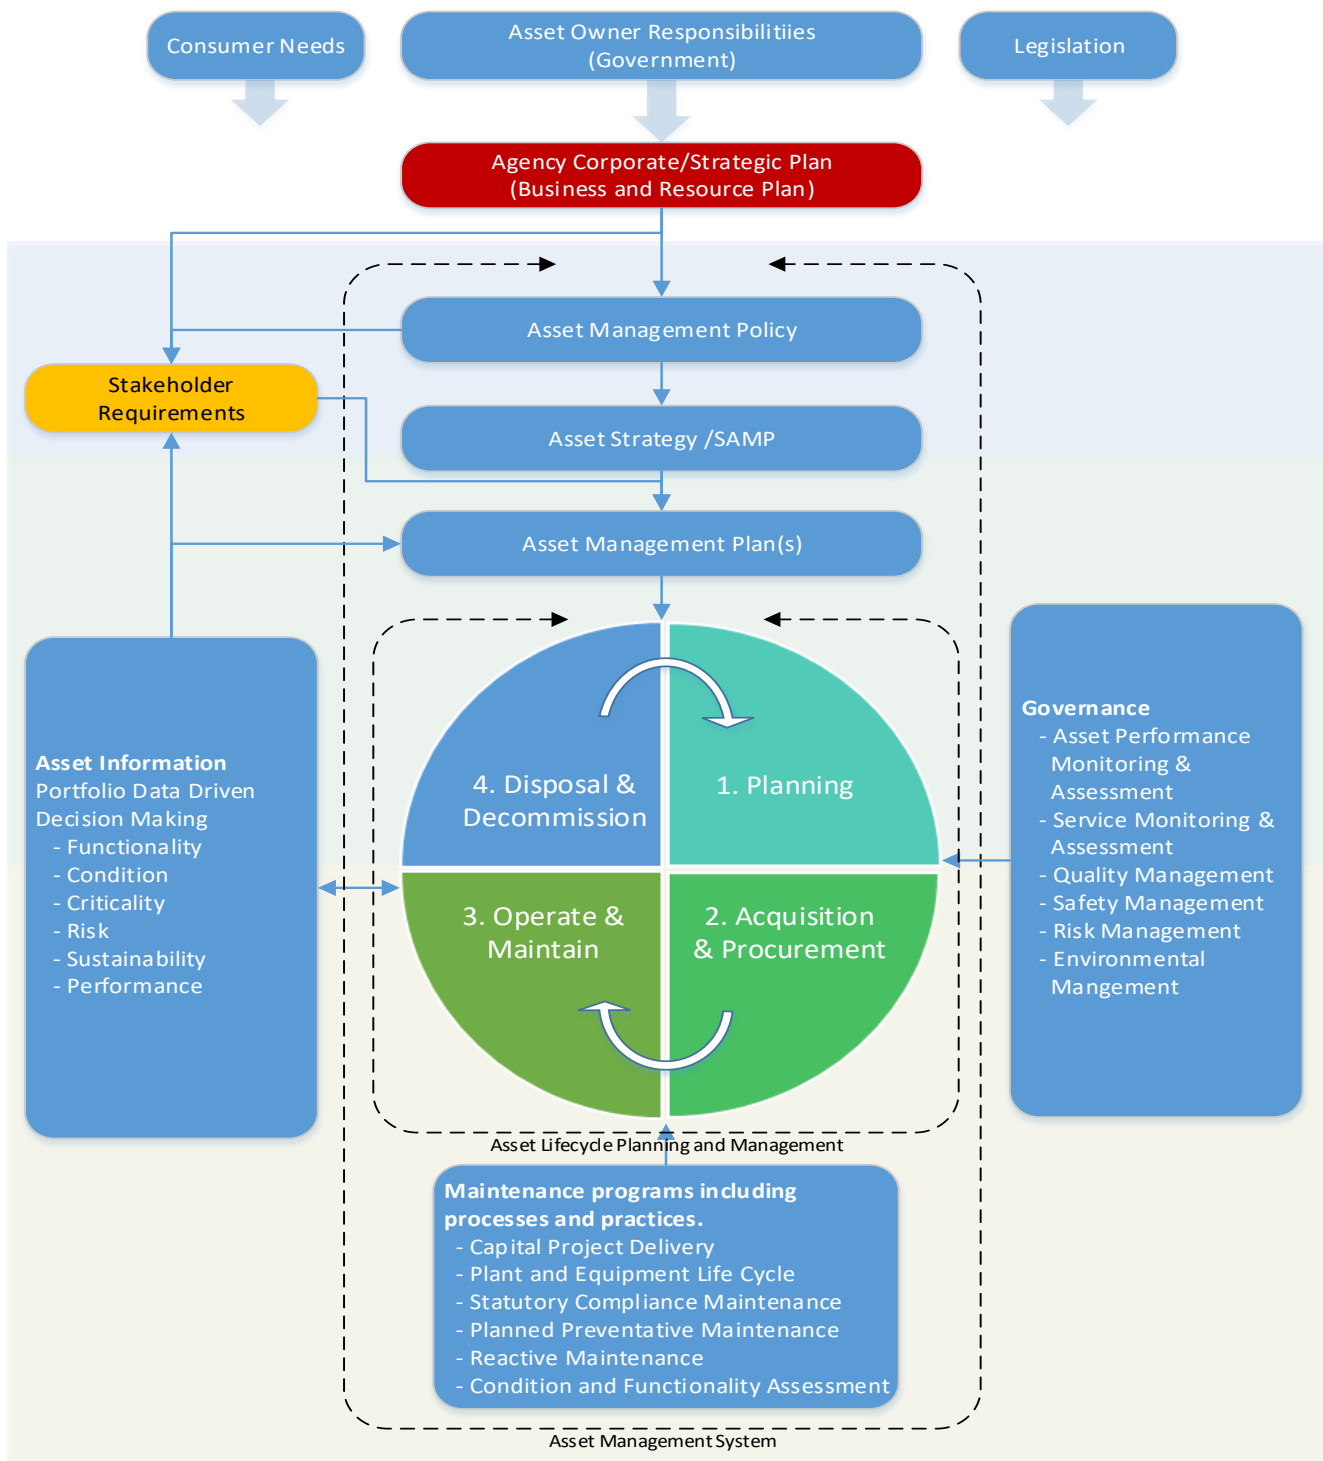 Consumer Needs
Asset Owner Responsibilitiies
(Government)
Legislation
Agency Corporate/Strategic Plan
(Business and Resource Plan)
Asset Management Policy
Stakeholder
Requirements
Asset Strategy /SAMP
Asset Management Plan(s)
Asset Information
Portfolio Data Driven
Decision Making
- Functionality
- Condition
- Criticality
- Risk
- Sustainability
- Performance
4. Disposal &
Decommission
1. Planning
3. Operate &
Maintain
2. Acquisition
& Procurement
Governance
- Asset Performance
Monitoring &
Assessment
- Service Monitoring &
Assessment
- Quality Management
- Safety Management
- Risk Management
- Environmental
Mangement
Asset Lifecycle Planning and Management
Maintenance programs including
processes and practices.
- Capital Project Delivery
- Plant and Equipment Life Cycle
- Statutory Compliance Maintenance
- Planned Preventative Maintenance
- Reactive Maintenance
- Condition and Functionality Assessment
Asset Management System